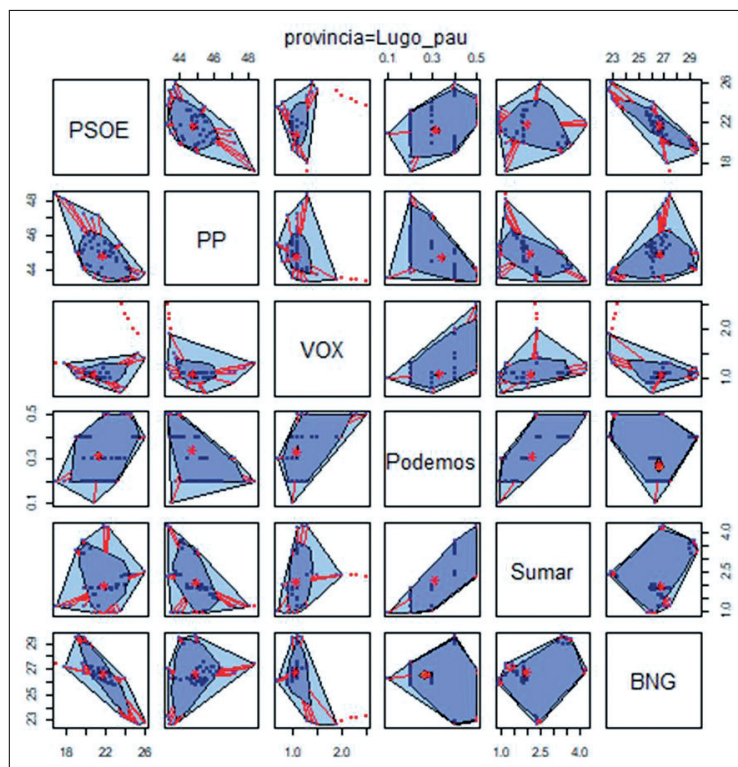 provincia=Lugo_pau
44 46 48 0.1 0.3 0.5 23 25 27 29
PSOE
18 22 26
44 46 48
PP
VOX
1.0 2.0
0.1 0.3 0.5
Podemos
Sumar
1.0 2.5 4.0
23 25 27 29
BNG
18 22 26 1.0 2.0 1.0 2.5 4.0